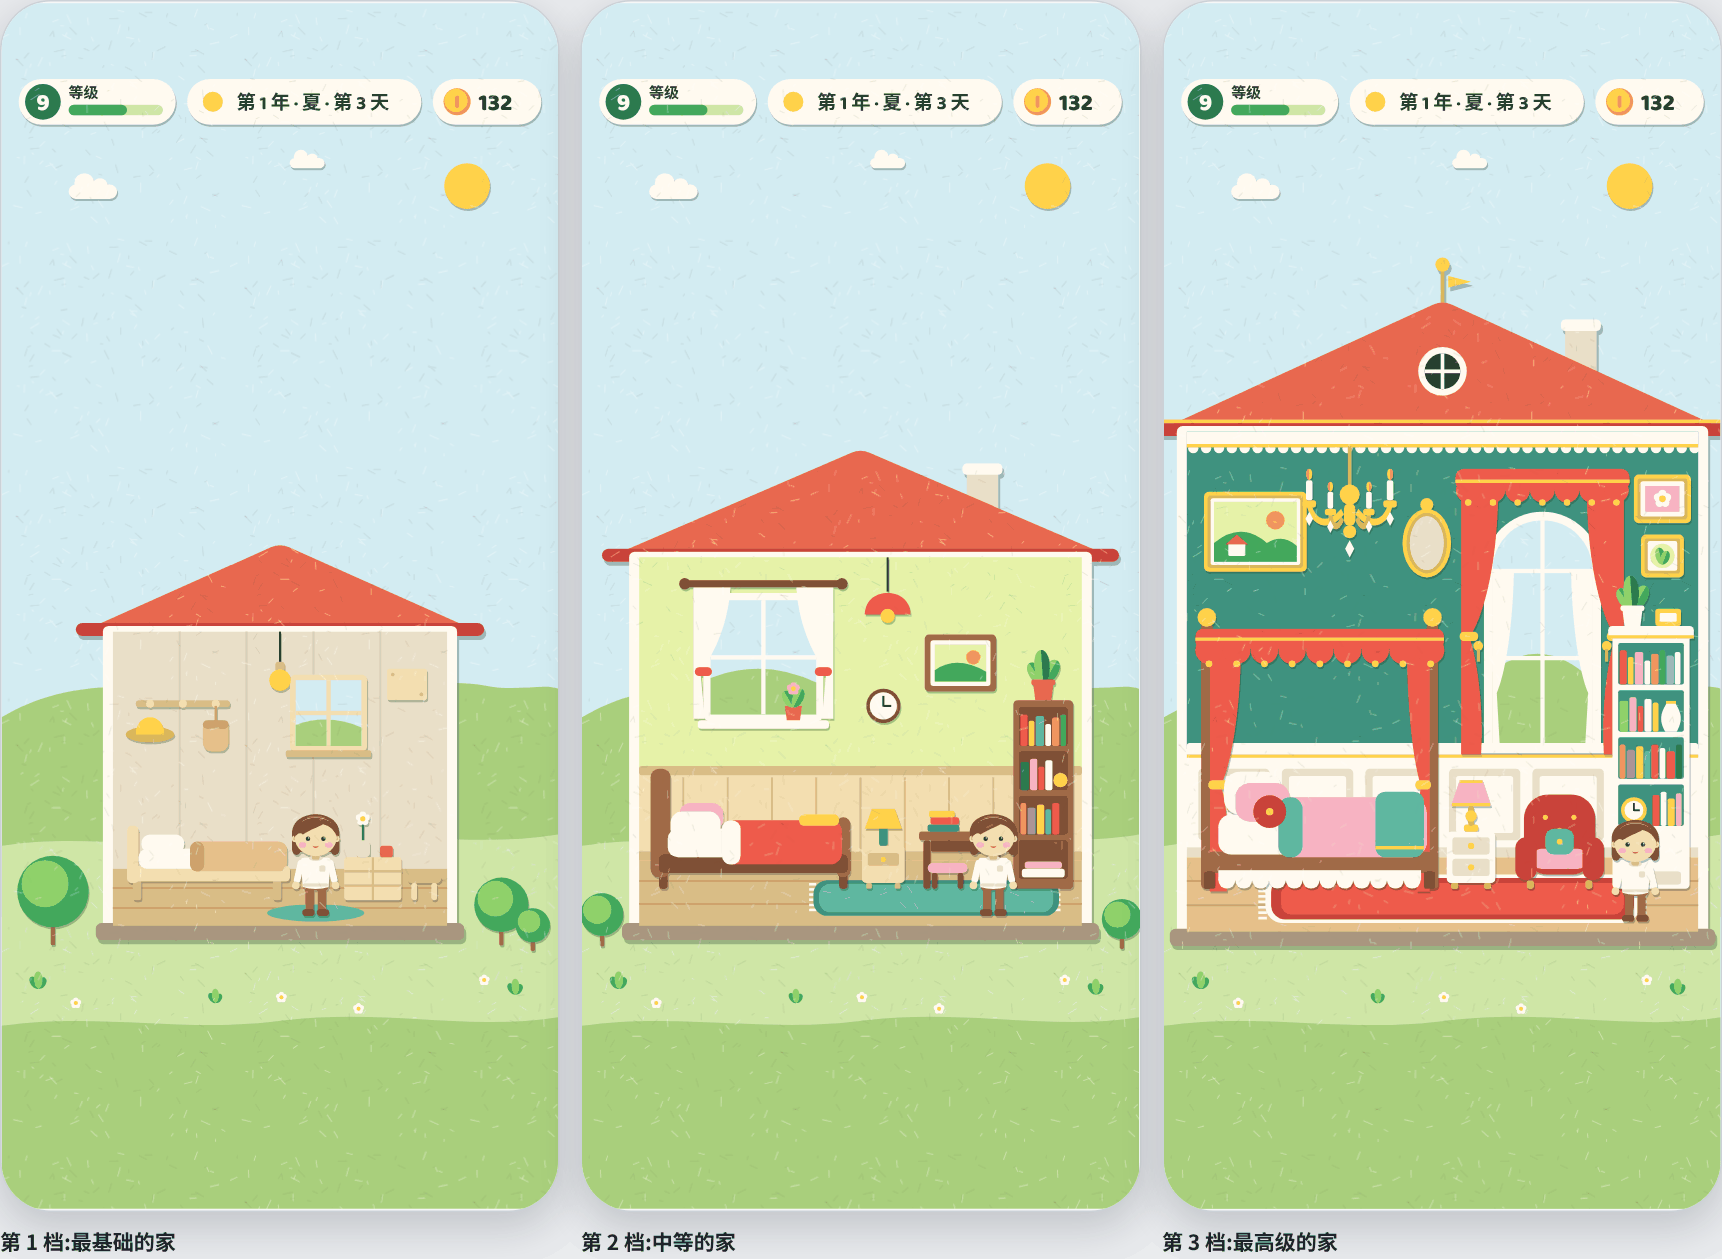 9
等级
第1年·夏·第3天
132
9
等级
第1年·夏·第3天
132
9
等级
第1年·夏·第3天
132
第 1 档:最基础的家
第 2 档:中等的家
第 3 档:最高级的家